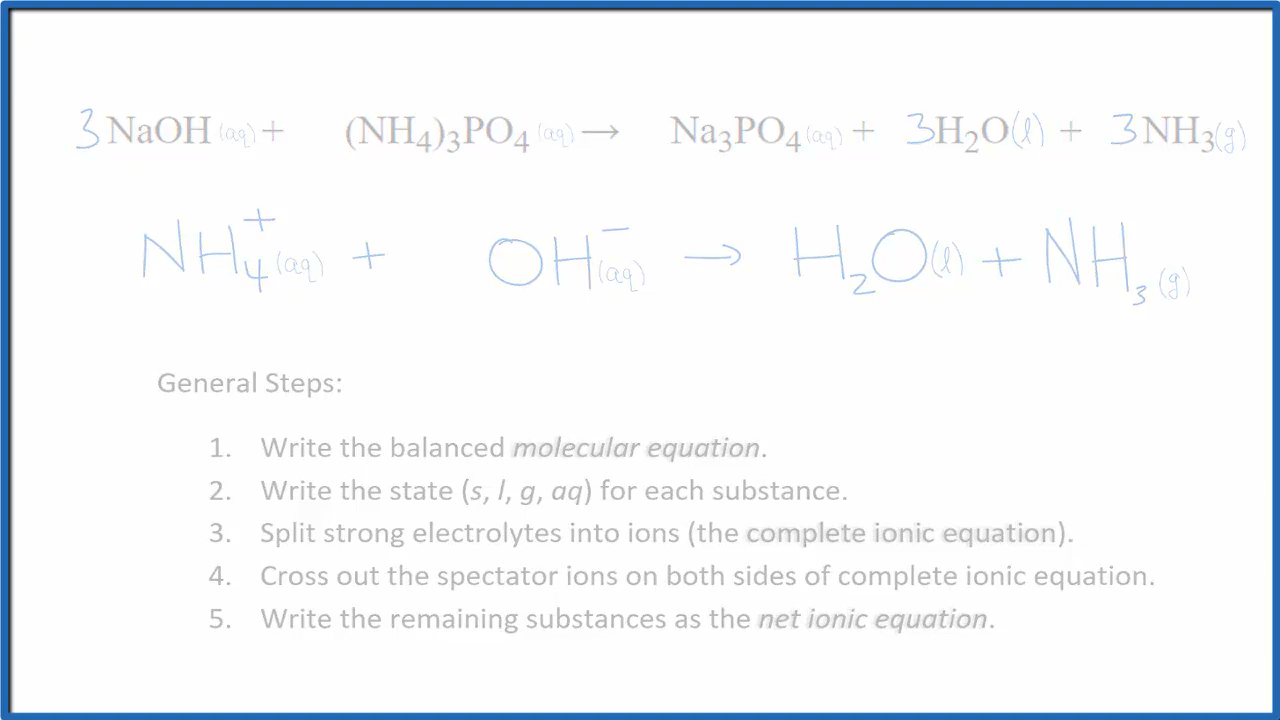 3NaOH(aq) + (NH₄)₃PO₄(aq) → Na₃PO₄(aq) + 3H₂O(l) + 3NH₃(g)
NH₄⁺(aq) + OH⁻(aq) → H₂O(l) + NH₃(g)
General Steps:
1. Write the balanced molecular equation.
2. Write the state (s, l, g, aq) for each substance.
3. Split strong electrolytes into ions (the complete ionic equation).
4. Cross out the spectator ions on both sides of complete ionic equation.
5. Write the remaining substances as the net ionic equation.